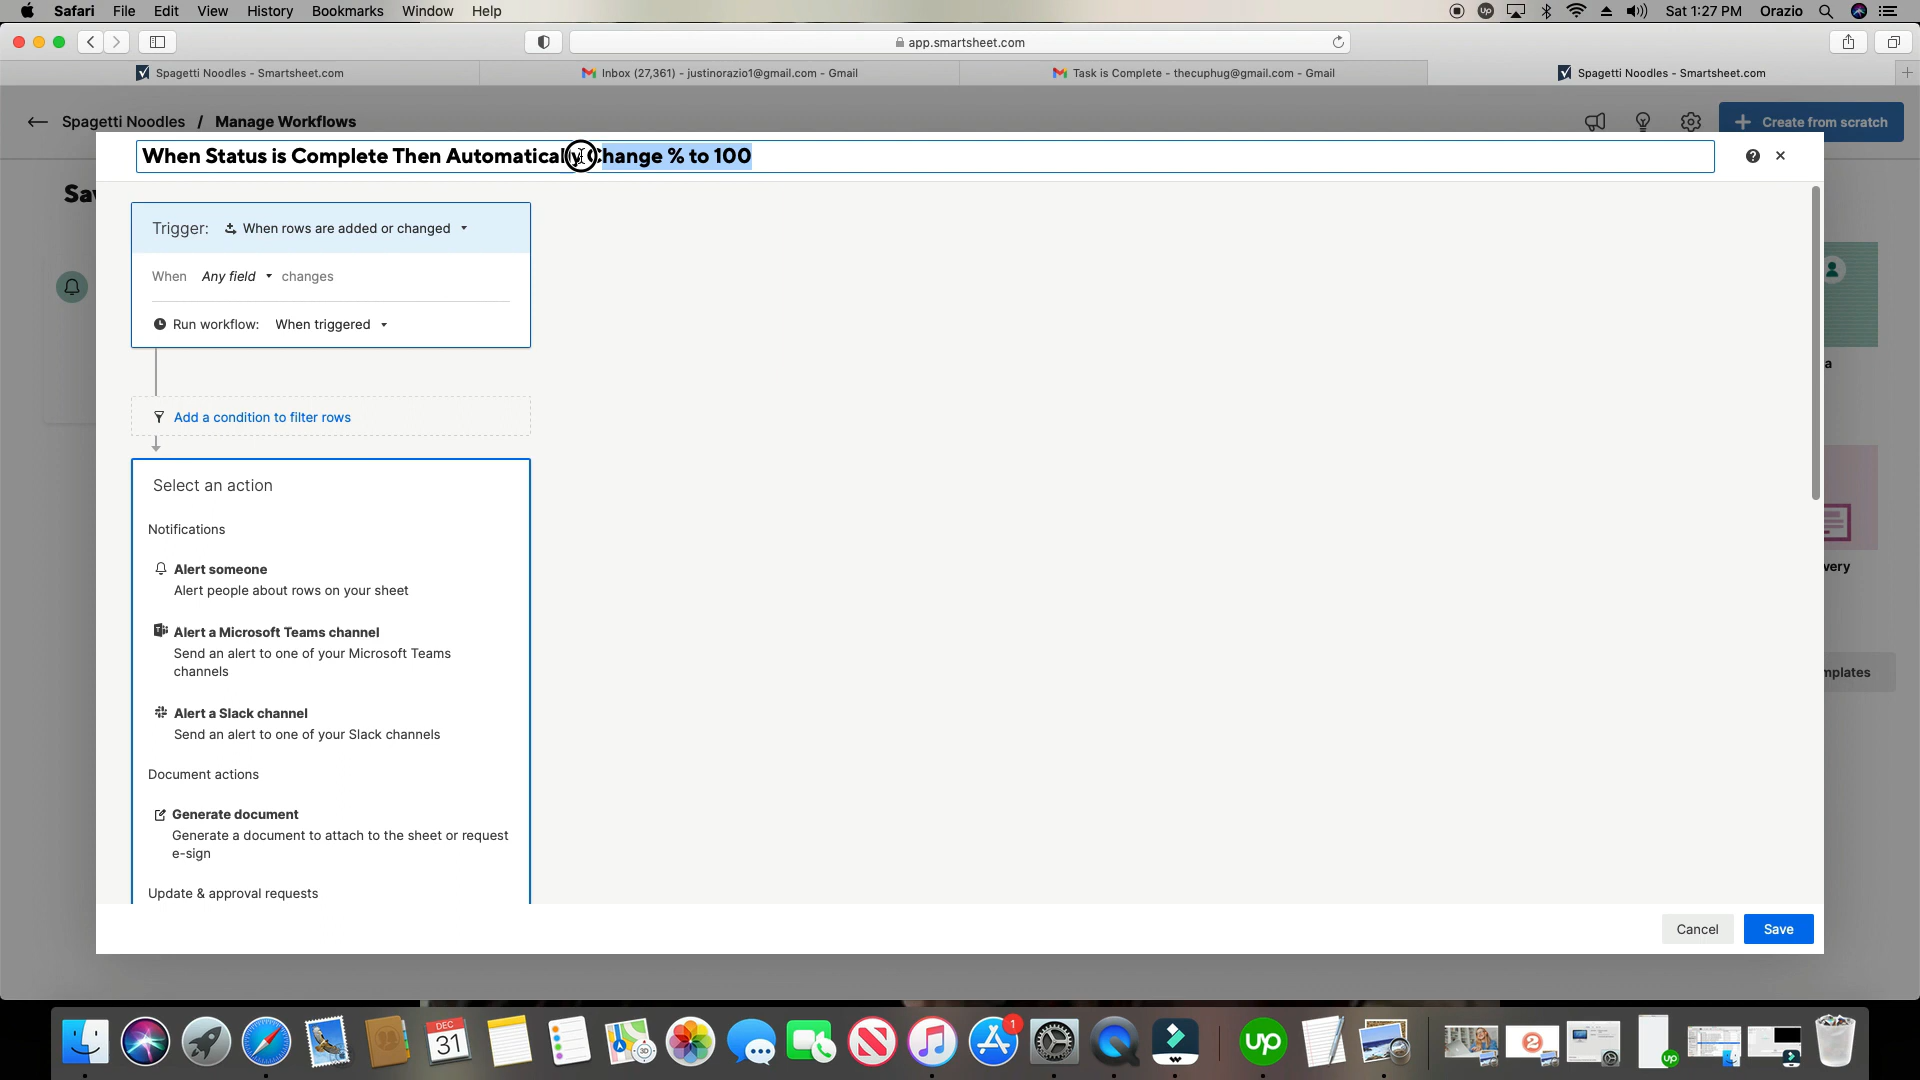 Safari File Edit View History Bookmarks Window Help Sat 1:27 PM Orazio
app.smartsheet.com
Spagetti Noodles - Smartsheet.com Inbox (27,361) - justinorazio1@gmail.com - Gmail Task is Complete - thecuphug@gmail.com - Gmail Spagetti Noodles - Smartsheet.com
Spagetti Noodles / Manage Workflows Create from scratch
When Status is Complete Then Automatically Change % to 100
Sav
Trigger: When rows are added or changed
When Any field changes
Run workflow: When triggered
a
Add a condition to filter rows
Select an action
Notifications
Alert someone
very
Alert people about rows on your sheet
Alert a Microsoft Teams channel
Send an alert to one of your Microsoft Teams
channels
mplates
Alert a Slack channel
Send an alert to one of your Slack channels
Document actions
Generate document
Generate a document to attach to the sheet or request
e-sign
Update & approval requests
Cancel Save
DEC
31
3D
1
up
2
up